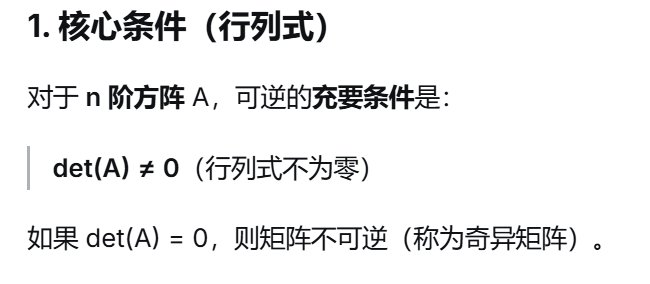 1. 核心条件（行列式）
对于 n 阶方阵 A，可逆的充要条件是：
det(A) ≠ 0（行列式不为零）
如果 det(A) = 0，则矩阵不可逆（称为奇异矩阵）。